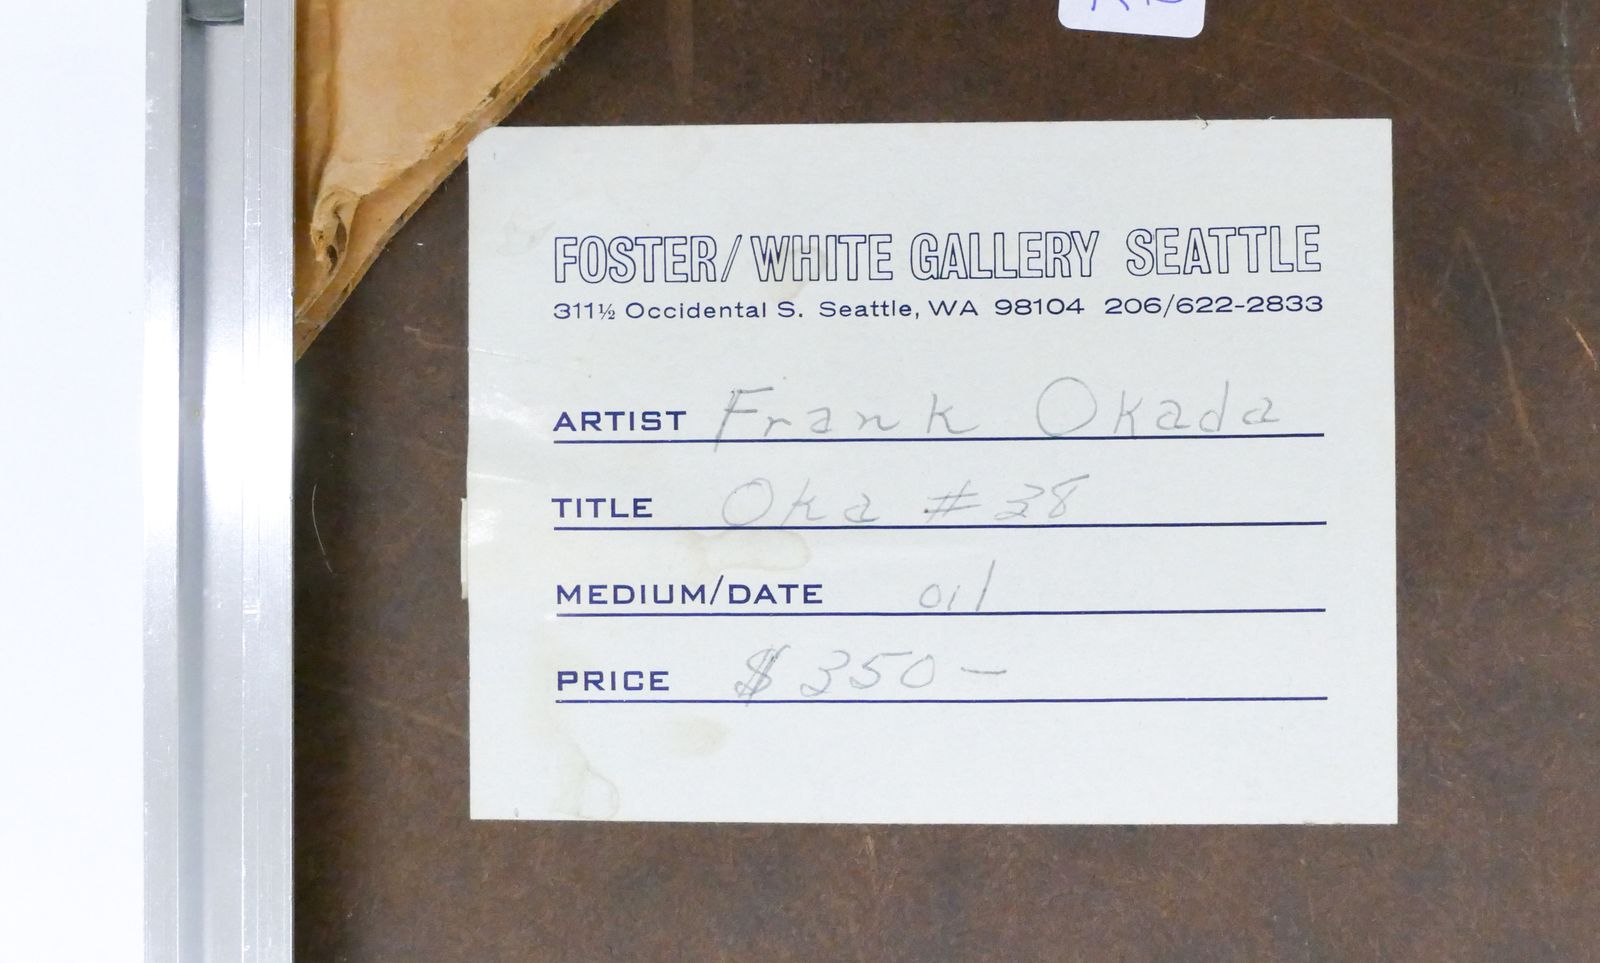 FOSTER/WHITE GALLERY SEATTLE
311½ Occidental S. Seattle, WA 98104 206/622-2833
ARTIST Frank Okada
TITLE Oka #38
MEDIUM/DATE oil
PRICE $350—